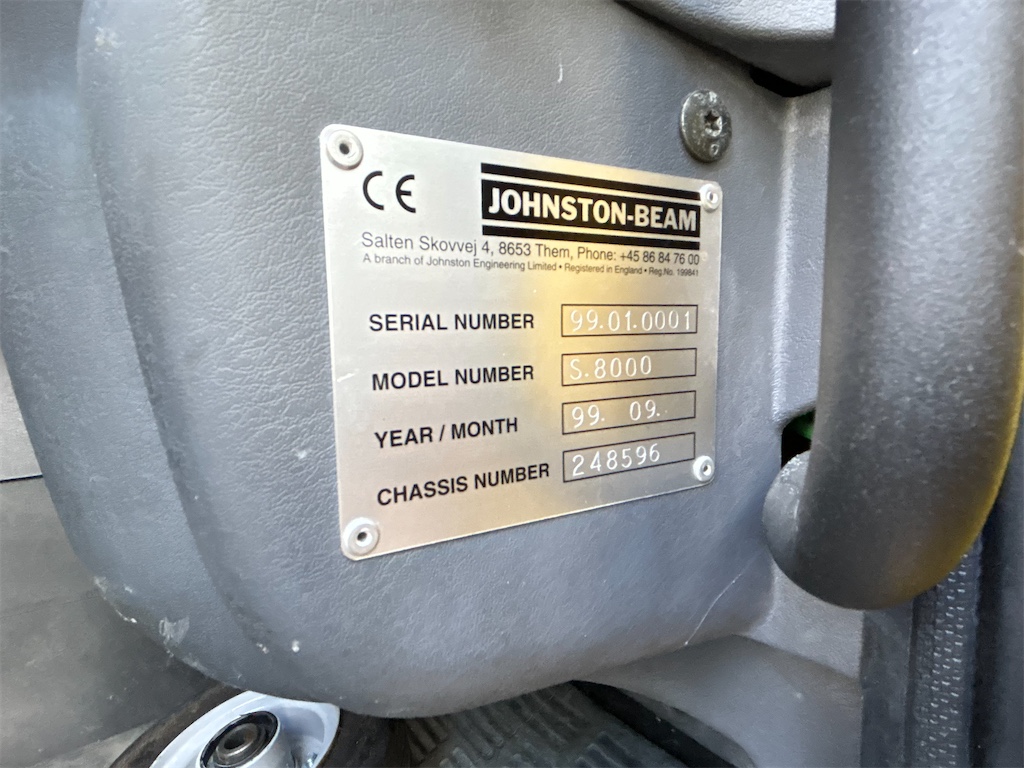 CE
JOHNSTON-BEAM
Salten Skovvej 4, 8653 Them, Phone: +45 86 84 76 00
A branch of Johnston Engineering Limited • Registered in England • Reg.No. 199841
SERIAL NUMBER 99.01.0001
MODEL NUMBER S.8000
YEAR / MONTH 99. 09.
CHASSIS NUMBER 248596